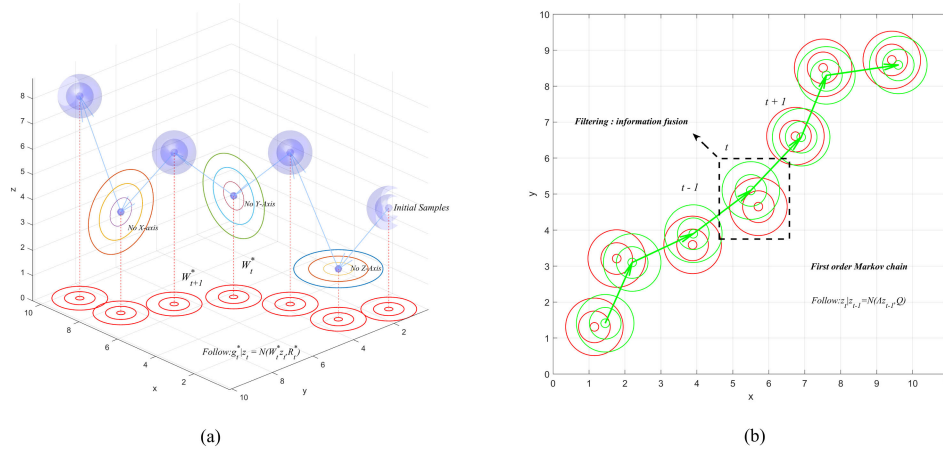 8
7
6
5
4
3
2
1
0
z
No X-axis
No Y-Axis
No Z-Axis
Initial Samples
W*t+1
W*t
Follow:g*t|zt = N(W*t zt,R*t)
10
8
6
4
2
x
10
8
6
4
2
y
(a)
10
9
8
7
6
5
4
3
2
1
0
y
t + 1
Filtering : information fusion
t
t - 1
First order Markov chain
Follow:zt|zt-1=N(Azt-1,Q)
0 1 2 3 4 5 6 7 8 9 10
x
(b)